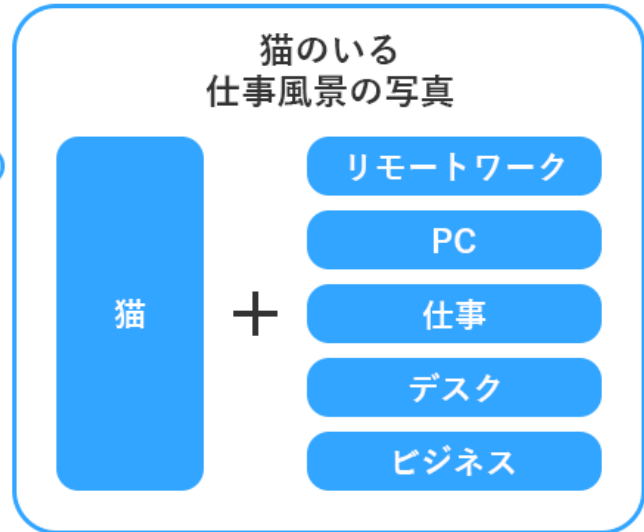 猫のいる
仕事風景の写真
猫
+
リモートワーク
PC
仕事
デスク
ビジネス